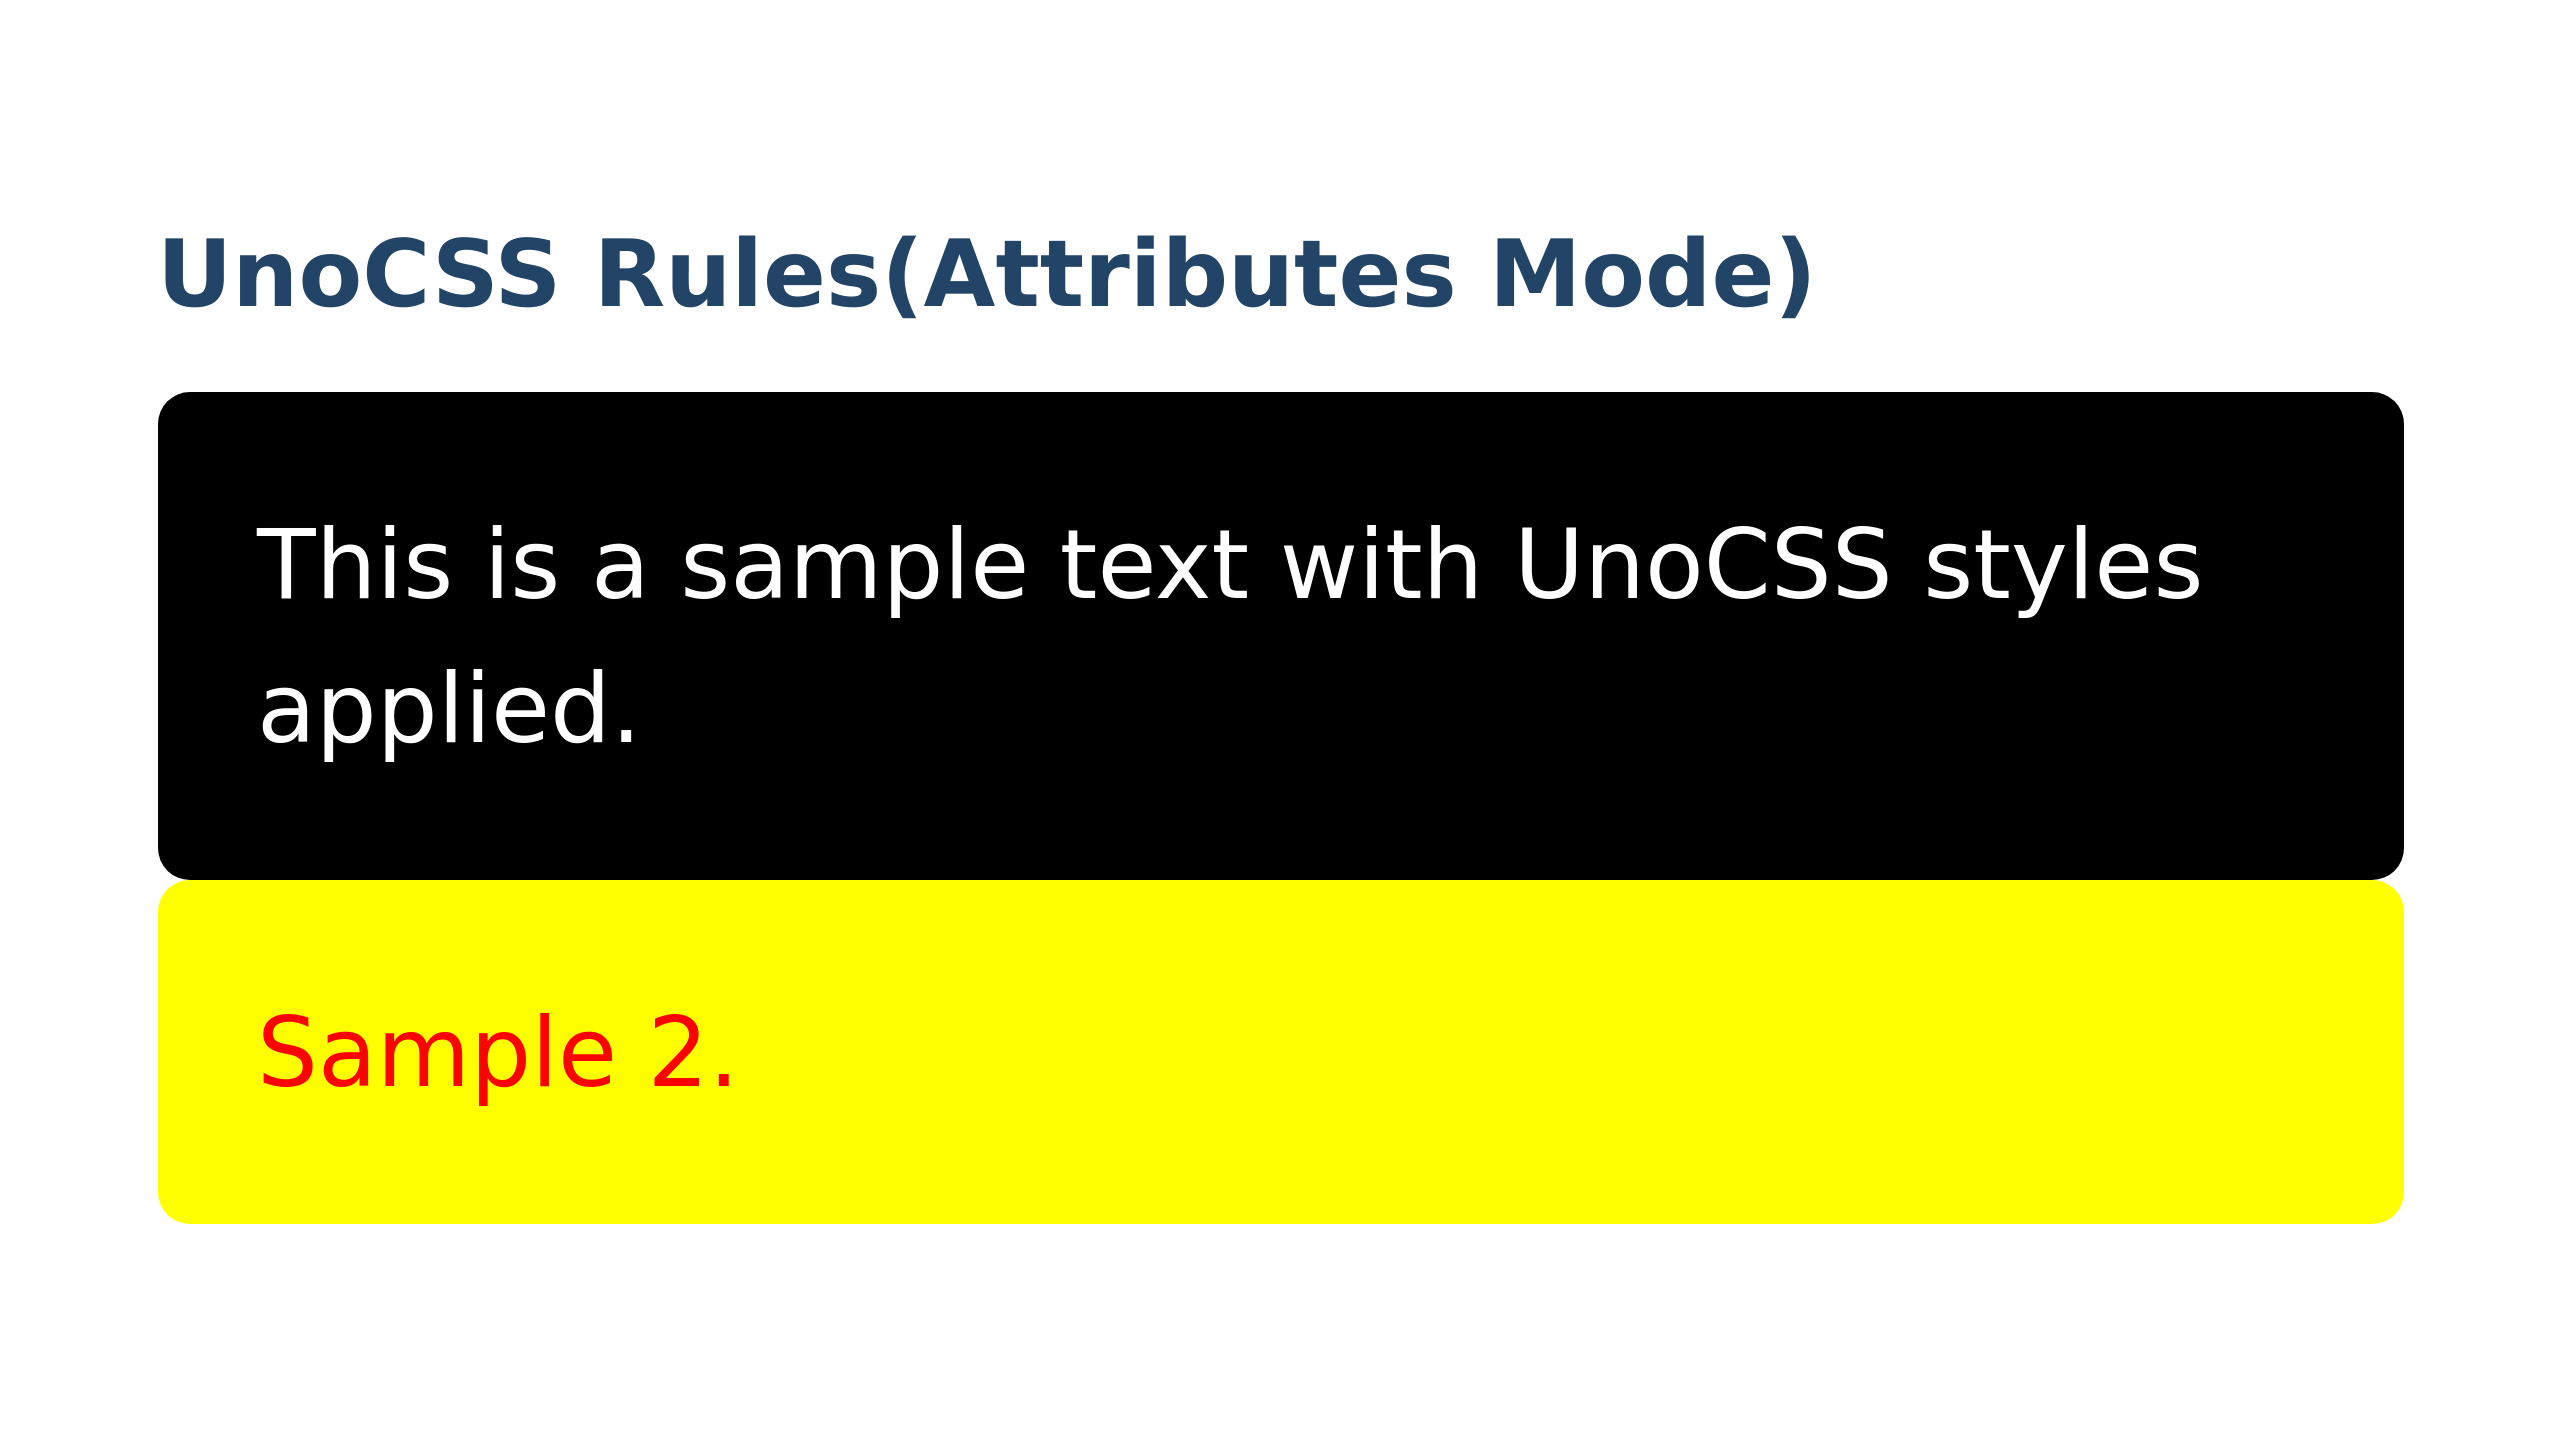 UnoCSS Rules(Attributes Mode)
This is a sample text with UnoCSS styles
applied.
Sample 2.